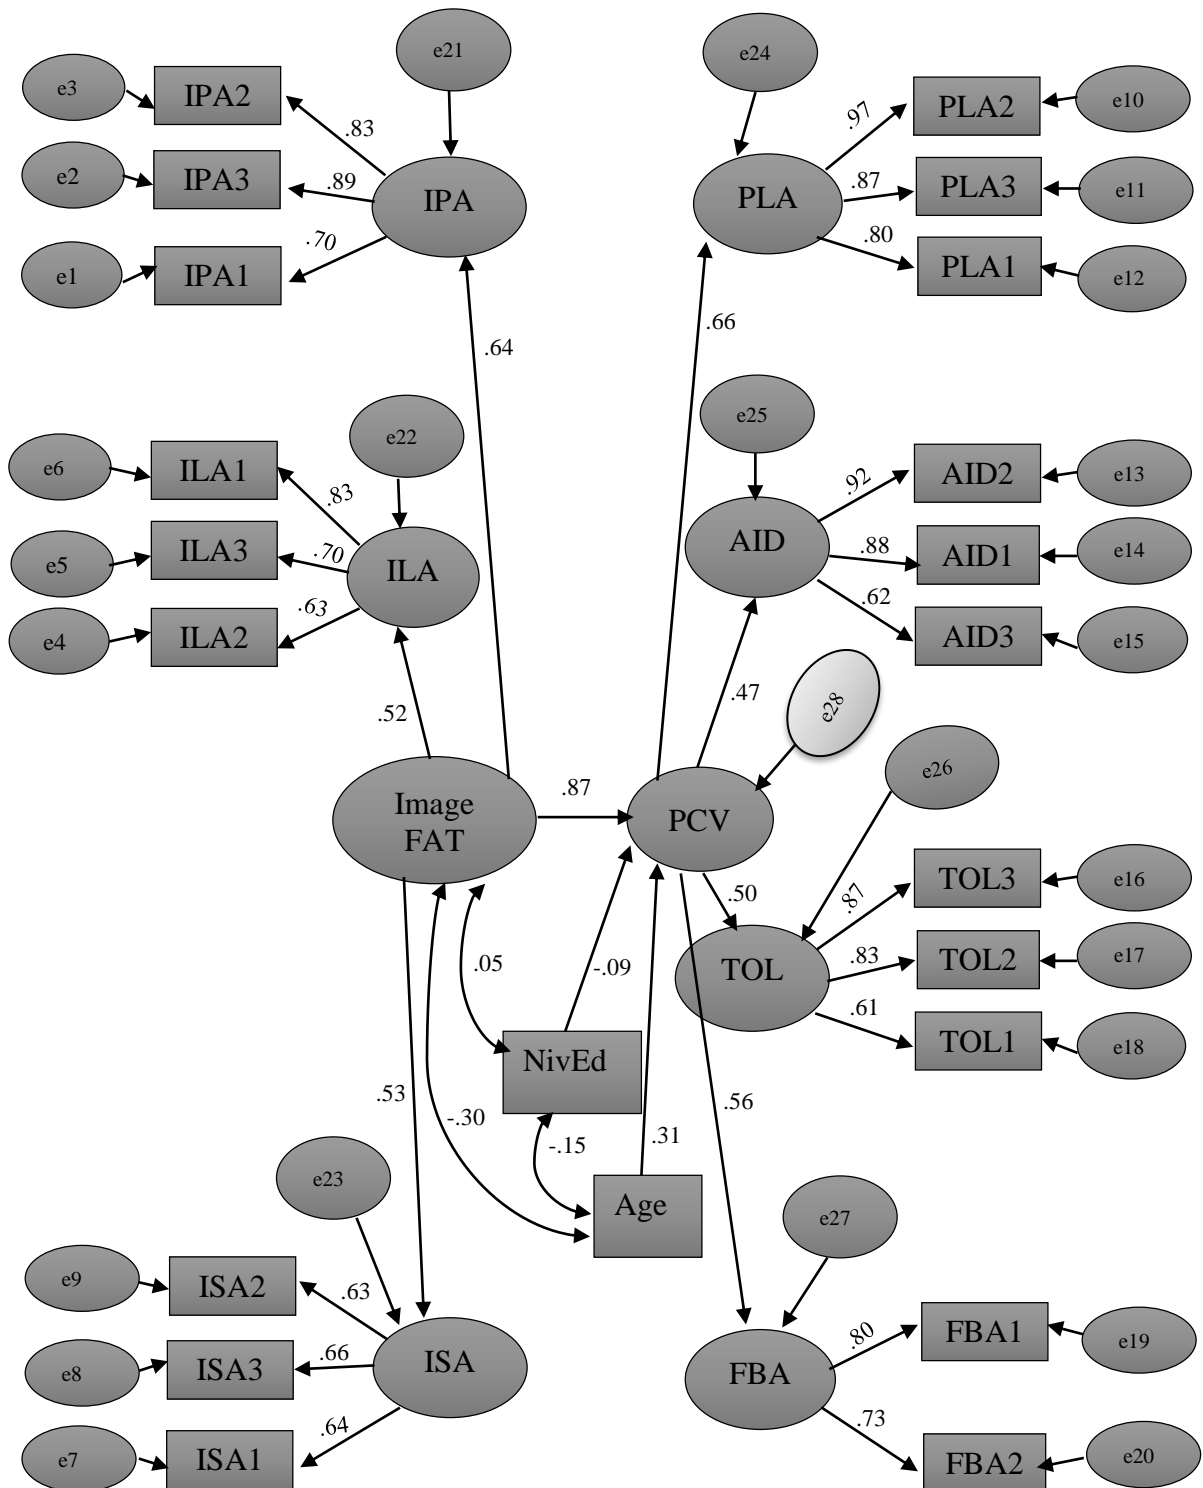 e21
e24
e3
IPA2
PLA2
e10
.83
.97
e2
IPA3
.89
IPA
PLA
.87
PLA3
e11
e1
IPA1
.70
.80
PLA1
e12
.64
.66
e22
e25
e6
ILA1
.83
.92
AID2
e13
e5
ILA3
.70
ILA
AID
.88
AID1
e14
e4
ILA2
.63
.62
AID3
e15
.52
.47
e28
e26
Image
FAT
.87
PCV
.50
.87
TOL3
e16
.05
-.09
TOL
.83
TOL2
e17
.61
TOL1
e18
NivEd
.53
-.30
-.15
.31
.56
e23
Age
e27
e9
ISA2
.63
.80
FBA1
e19
e8
ISA3
.66
ISA
FBA
.64
.73
e7
ISA1
FBA2
e20